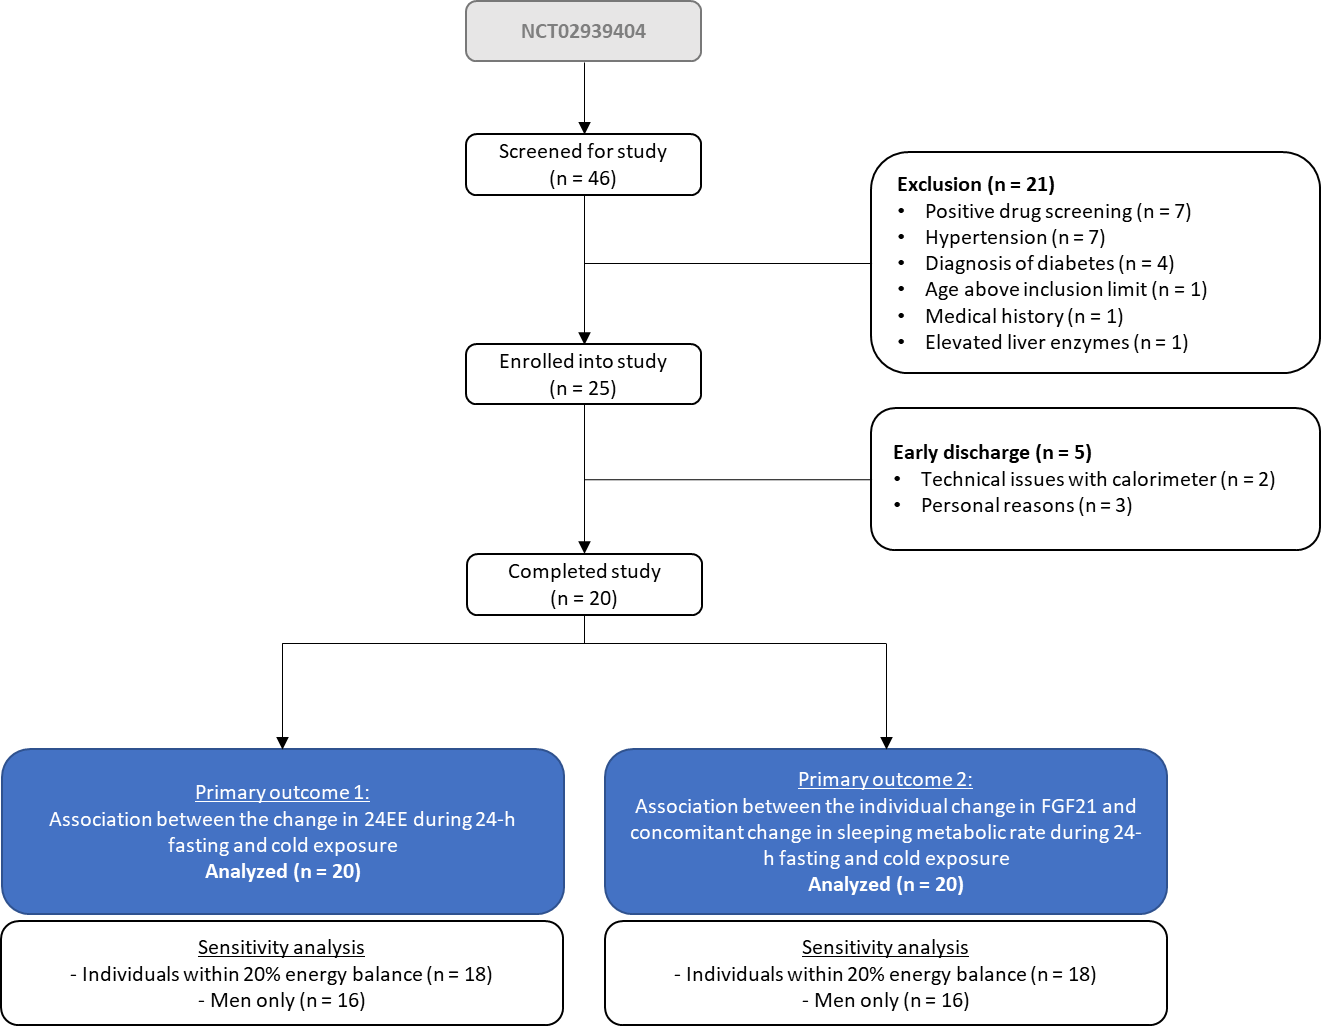 NCT02939404
Screened for study
(n = 46)
Exclusion (n = 21)
• Positive drug screening (n = 7)
• Hypertension (n = 7)
• Diagnosis of diabetes (n = 4)
• Age above inclusion limit (n = 1)
• Medical history (n = 1)
• Elevated liver enzymes (n = 1)
Enrolled into study
(n = 25)
Early discharge (n = 5)
• Technical issues with calorimeter (n = 2)
• Personal reasons (n = 3)
Completed study
(n = 20)
Primary outcome 1:
Association between the change in 24EE during 24-h
fasting and cold exposure
Analyzed (n = 20)
Sensitivity analysis
- Individuals within 20% energy balance (n = 18)
- Men only (n = 16)
Primary outcome 2:
Association between the individual change in FGF21 and
concomitant change in sleeping metabolic rate during 24-
h fasting and cold exposure
Analyzed (n = 20)
Sensitivity analysis
- Individuals within 20% energy balance (n = 18)
- Men only (n = 16)